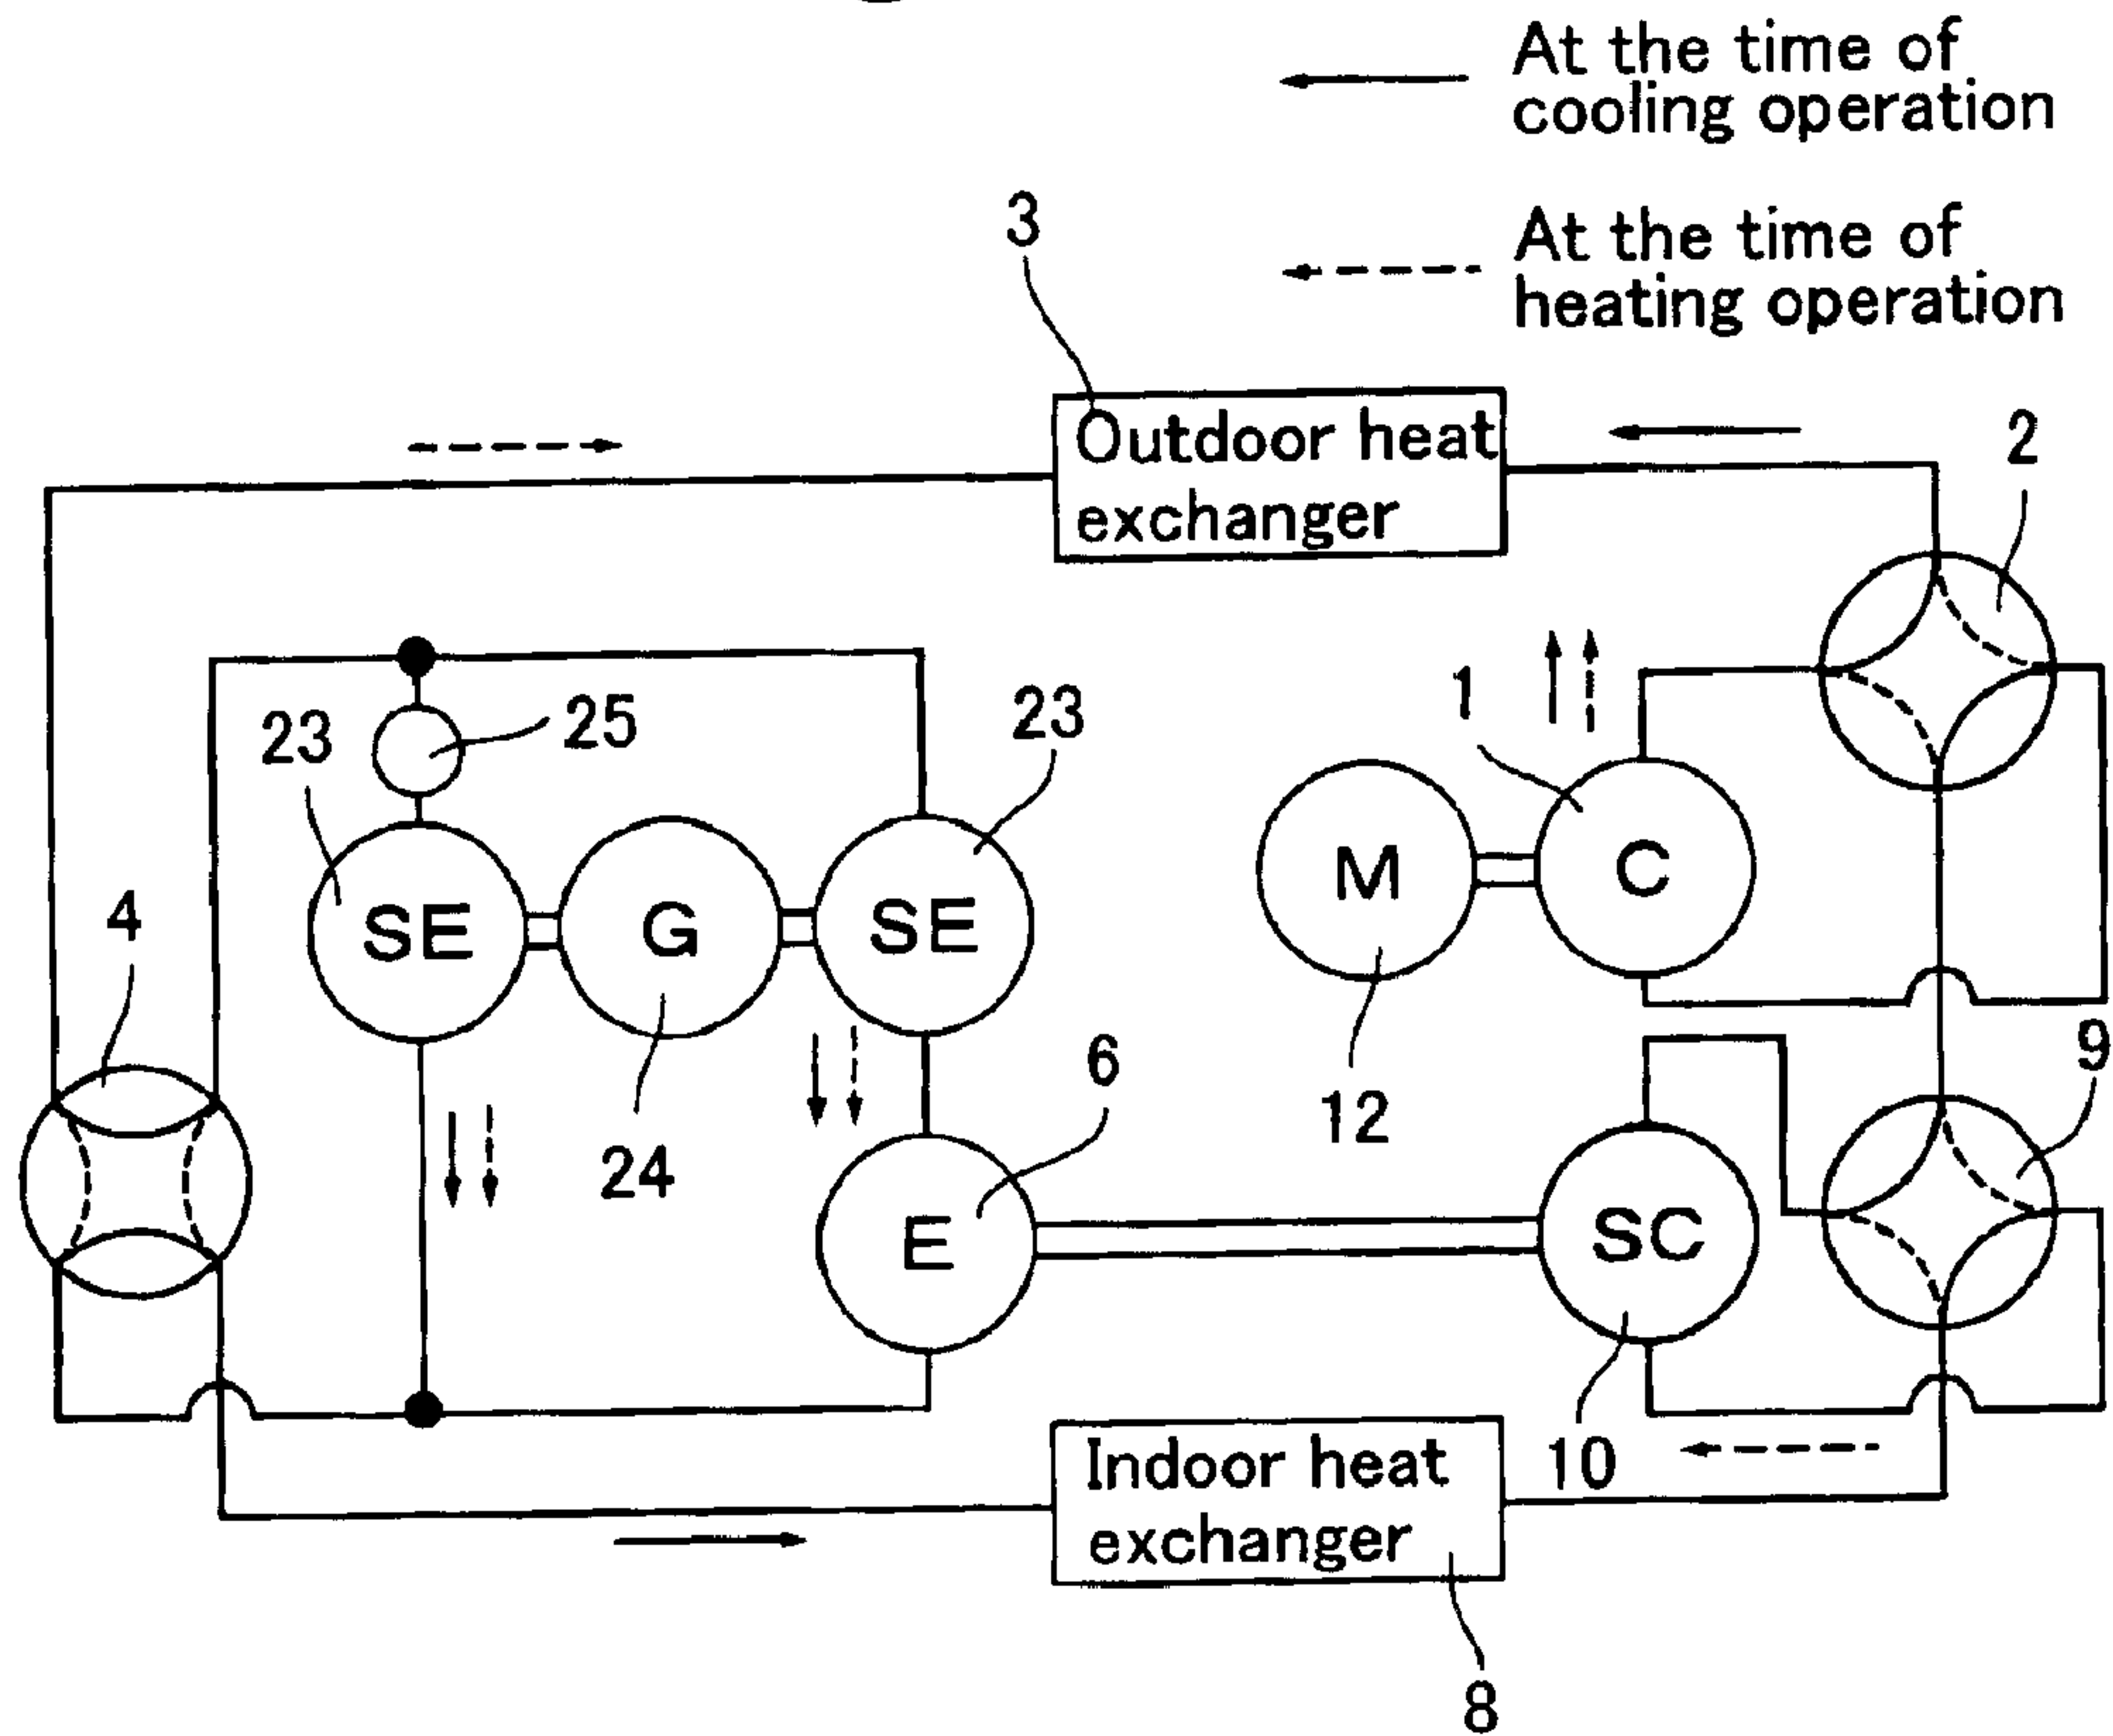 At the time of
cooling operation
At the time of
heating operation
3
Outdoor heat
exchanger
2
23
25
23
1
SE
G
SE
M
C
4
6
9
24
12
E
SC
10
Indoor heat
exchanger
8